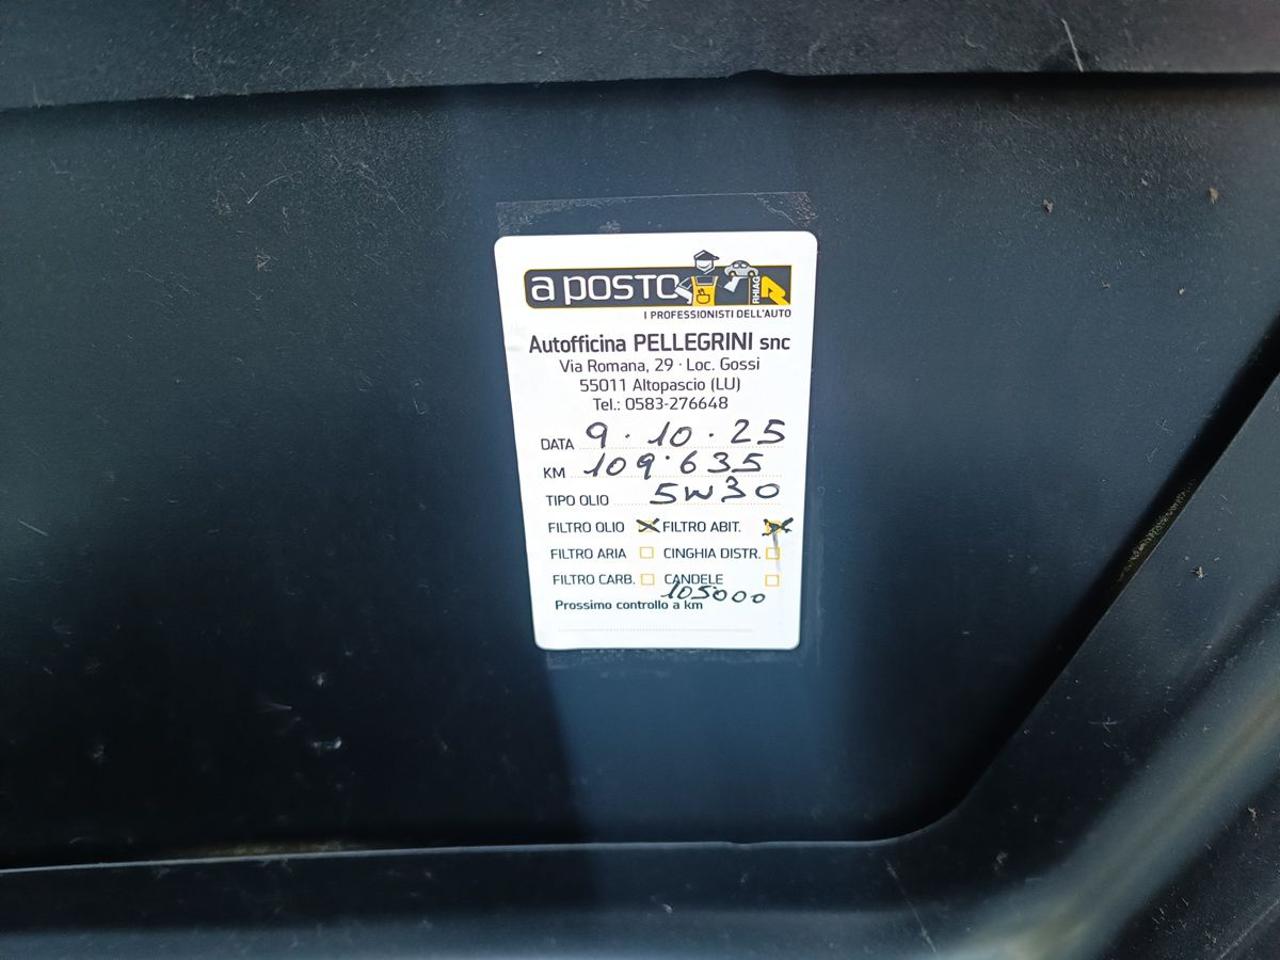 a POSTO
RHIAG
I PROFESSIONISTI DELL'AUTO
Autofficina PELLEGRINI snc
Via Romana, 29 · Loc. Gossi
55011 Altopascio (LU)
Tel.: 0583-276648
DATA 9.10.25
KM 109.635
TIPO OLIO 5W30
FILTRO OLIO X FILTRO ABIT. X
FILTRO ARIA CINGHIA DISTR.
FILTRO CARB. CANDELE
105000
Prossimo controllo a km